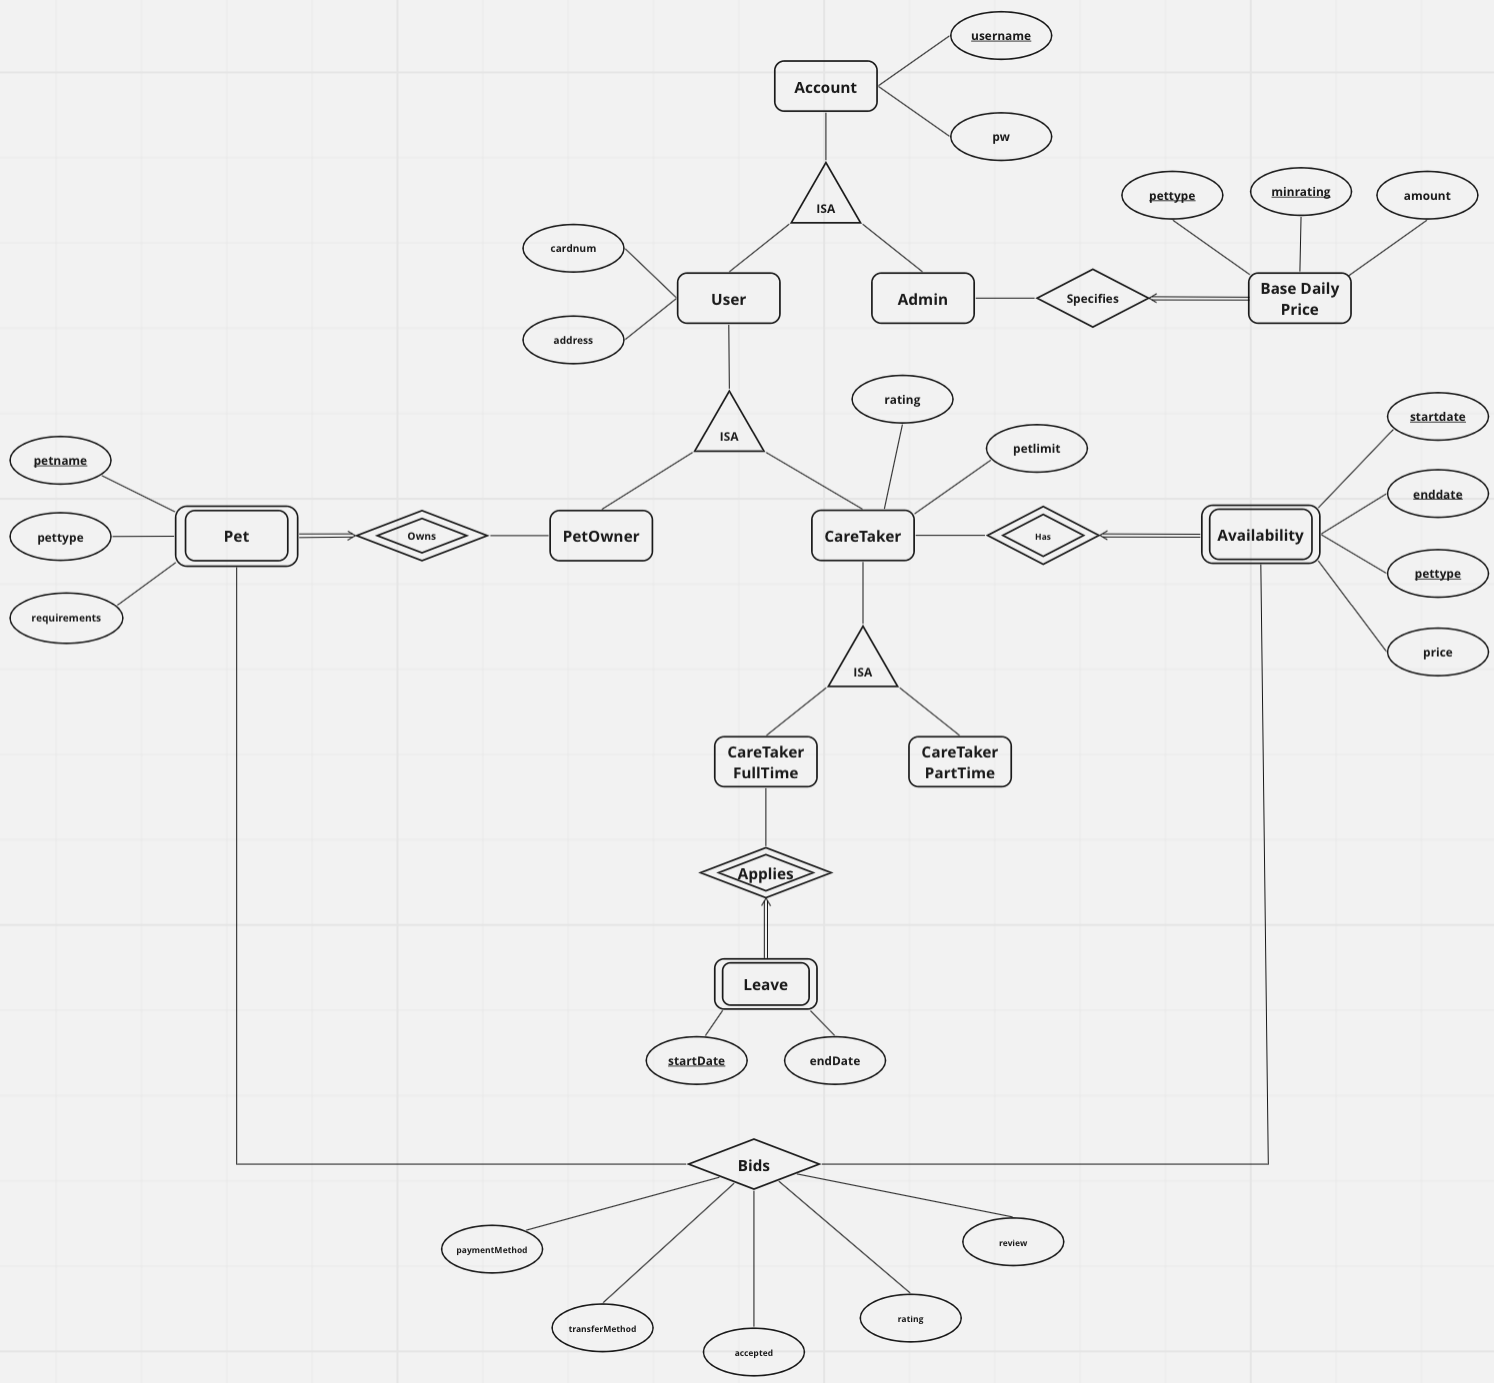 username
Account
pw
ISA
pettype
minrating
amount
cardnum
User
Admin
Specifies
Base Daily
Price
address
rating
startdate
ISA
petlimit
petname
enddate
pettype
Pet
Owns
PetOwner
CareTaker
Has
Availability
pettype
requirements
price
ISA
CareTaker
FullTime
CareTaker
PartTime
Applies
Leave
startDate
endDate
Bids
paymentMethod
review
transferMethod
rating
accepted